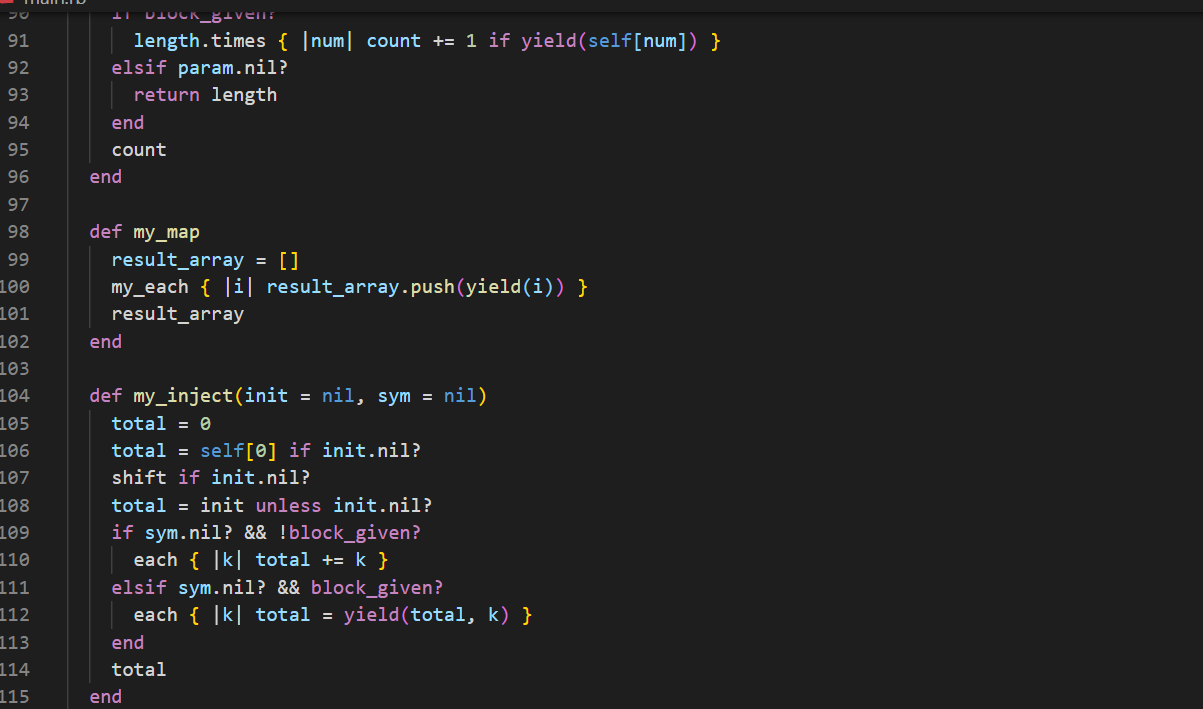 main.rb
90 if block_given?
91 length.times { |num| count += 1 if yield(self[num]) }
92 elsif param.nil?
93 return length
94 end
95 count
96 end
97
98 def my_map
99 result_array = []
100 my_each { |i| result_array.push(yield(i)) }
101 result_array
102 end
103
104 def my_inject(init = nil, sym = nil)
105 total = 0
106 total = self[0] if init.nil?
107 shift if init.nil?
108 total = init unless init.nil?
109 if sym.nil? && !block_given?
110 each { |k| total += k }
111 elsif sym.nil? && block_given?
112 each { |k| total = yield(total, k) }
113 end
114 total
115 end